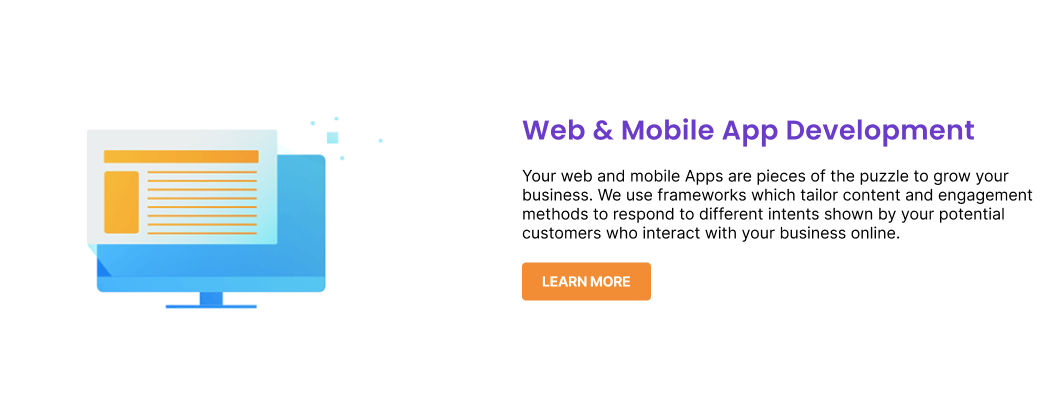 Web & Mobile App Development
Your web and mobile Apps are pieces of the puzzle to grow your
business. We use frameworks which tailor content and engagement
methods to respond to different intents shown by your potential
customers who interact with your business online.
LEARN MORE